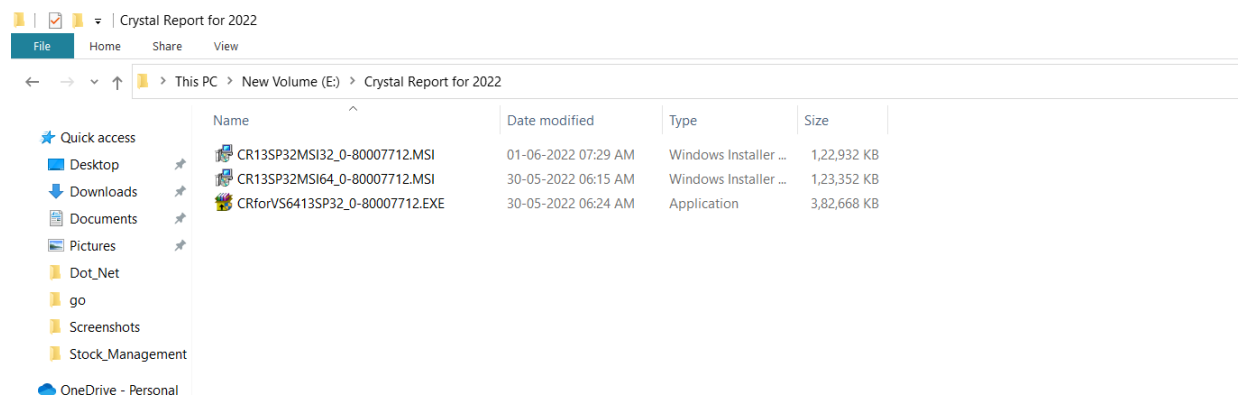 Crystal Report for 2022
File Home Share View
This PC > New Volume (E:) > Crystal Report for 2022
Name Date modified Type Size
Quick access
Desktop
Downloads
Documents
Pictures
Dot_Net
go
Screenshots
Stock_Management
OneDrive - Personal
CR13SP32MSI32_0-80007712.MSI 01-06-2022 07:29 AM Windows Installer ... 1,22,932 KB
CR13SP32MSI64_0-80007712.MSI 30-05-2022 06:15 AM Windows Installer ... 1,23,352 KB
CRforVS6413SP32_0-80007712.EXE 30-05-2022 06:24 AM Application 3,82,668 KB